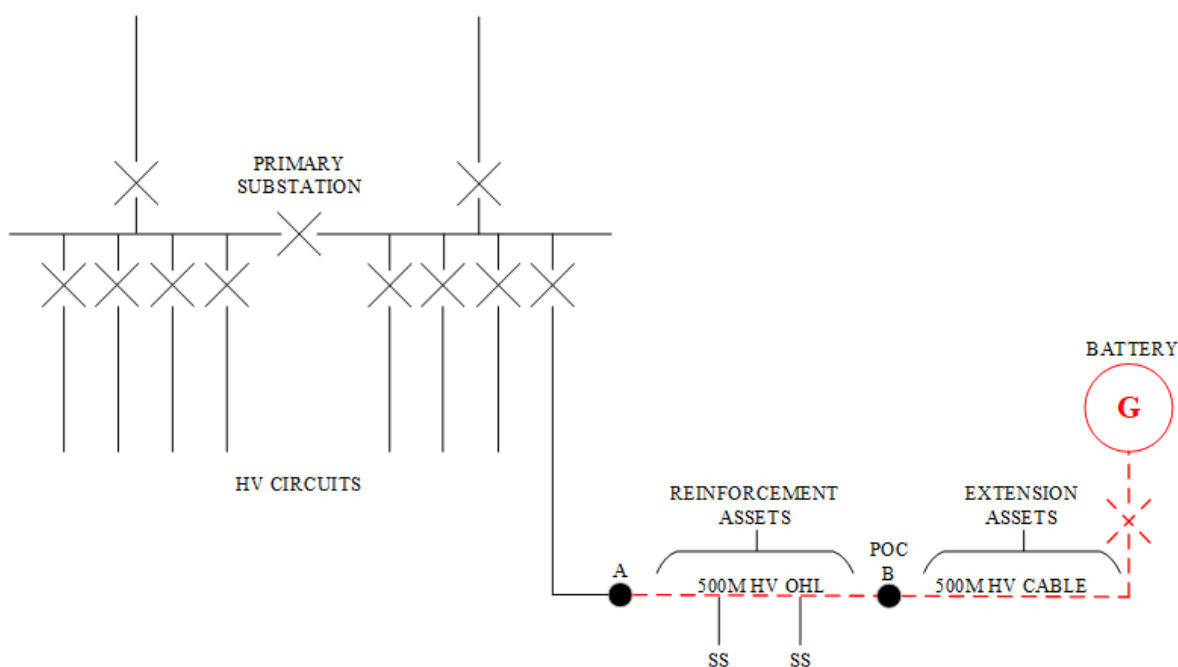 PRIMARY
SUBSTATION
BATTERY
G
HV CIRCUITS
REINFORCEMENT
ASSETS
EXTENSION
ASSETS
POC
A
B
500M HV OHL
500M HV CABLE
SS
SS